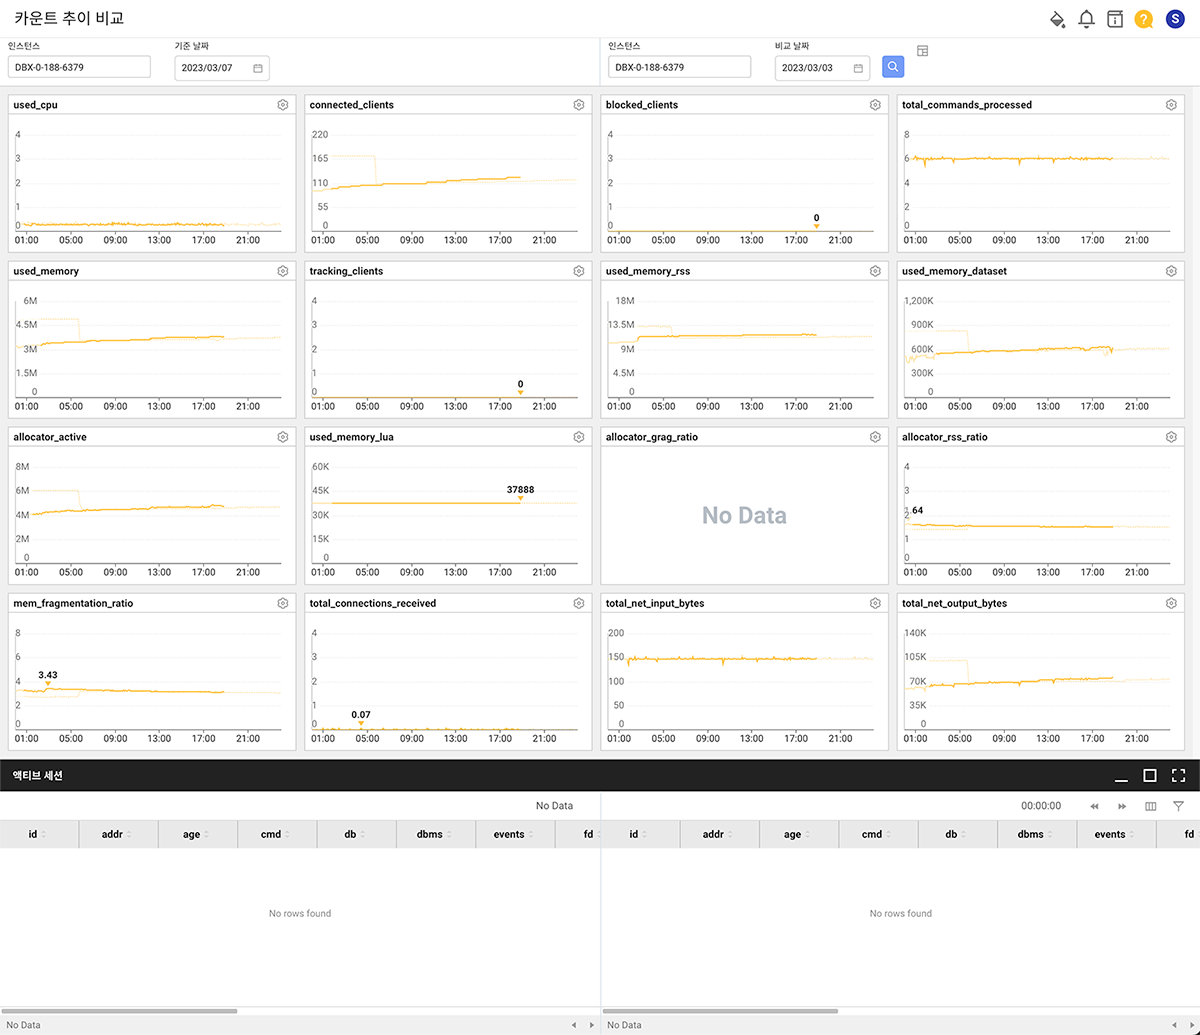 카운트 추이 비교
? S
인스턴스 기준 날짜 인스턴스 비교 날짜
DBX-0-188-6379 2023/03/07 DBX-0-188-6379 2023/03/03
used_cpu
4
3
2
1
0
01:00 05:00 09:00 13:00 17:00 21:00
connected_clients
220
165
110
55
0
01:00 05:00 09:00 13:00 17:00 21:00
blocked_clients
4
3
2
1
0
0
01:00 05:00 09:00 13:00 17:00 21:00
total_commands_processed
8
6
4
2
0
01:00 05:00 09:00 13:00 17:00 21:00
used_memory
6M
4.5M
3M
1.5M
0
01:00 05:00 09:00 13:00 17:00 21:00
tracking_clients
4
3
2
1
0
0
01:00 05:00 09:00 13:00 17:00 21:00
used_memory_rss
18M
13.5M
9M
4.5M
0
01:00 05:00 09:00 13:00 17:00 21:00
used_memory_dataset
1,200K
900K
600K
300K
0
01:00 05:00 09:00 13:00 17:00 21:00
allocator_active
8M
6M
4M
2M
0
01:00 05:00 09:00 13:00 17:00 21:00
used_memory_lua
60K
45K
37888
30K
15K
0
01:00 05:00 09:00 13:00 17:00 21:00
allocator_grag_ratio
No Data
allocator_rss_ratio
4
3
2
.64
1
0
01:00 05:00 09:00 13:00 17:00 21:00
mem_fragmentation_ratio
8
6
3.43
4
2
0
01:00 05:00 09:00 13:00 17:00 21:00
total_connections_received
4
3
2
1
0.07
0
01:00 05:00 09:00 13:00 17:00 21:00
total_net_input_bytes
200
150
100
50
0
01:00 05:00 09:00 13:00 17:00 21:00
total_net_output_bytes
140K
105K
70K
35K
0
01:00 05:00 09:00 13:00 17:00 21:00
액티브 세션
No Data 00:00:00
id addr age cmd db dbms events fd id addr age cmd db dbms events fd
No rows found No rows found
No Data No Data